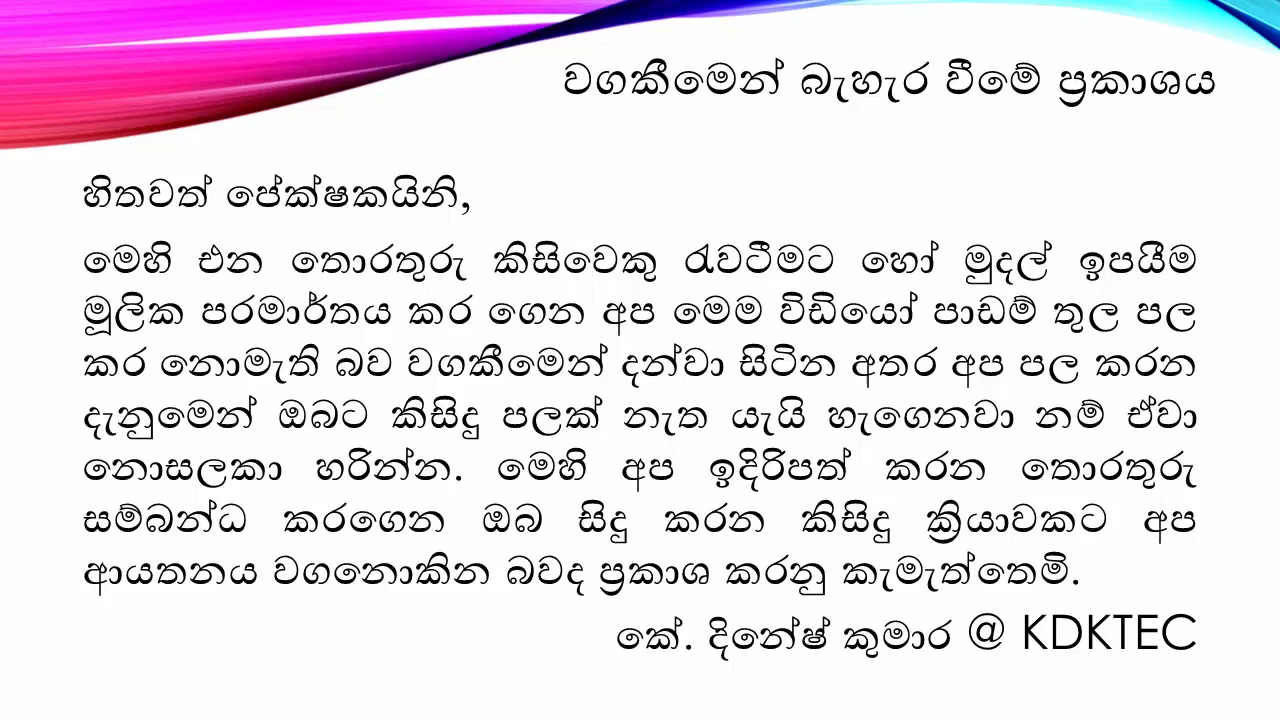 වගකීමෙන් බැහැර වීමේ ප්‍රකාශය
හිතවත් පේක්ෂකයිනි,
මෙහි එන තොරතුරු කිසිවෙකු රැවටීමට හෝ මුදල් ඉපයීම
මූලික පරමාර්තය කර ගෙන අප මෙම විඩියෝ පාඩම් තුල පල
කර නොමැති බව වගකීමෙන් දන්වා සිටින අතර අප පල කරන
දැනුමෙන් ඔබට කිසිදු පලක් නැත යැයි හැගෙනවා නම් ඒවා
නොසලකා හරින්න. මෙහි අප ඉදිරිපත් කරන තොරතුරු
සම්බන්ධ කරගෙන ඔබ සිදු කරන කිසිදු ක්‍රියාවකට අප
ආයතනය වගනොකින බවද ප්‍රකාශ කරනු කැමැත්තෙමි.
කේ. දිනේෂ් කුමාර @ KDKTEC